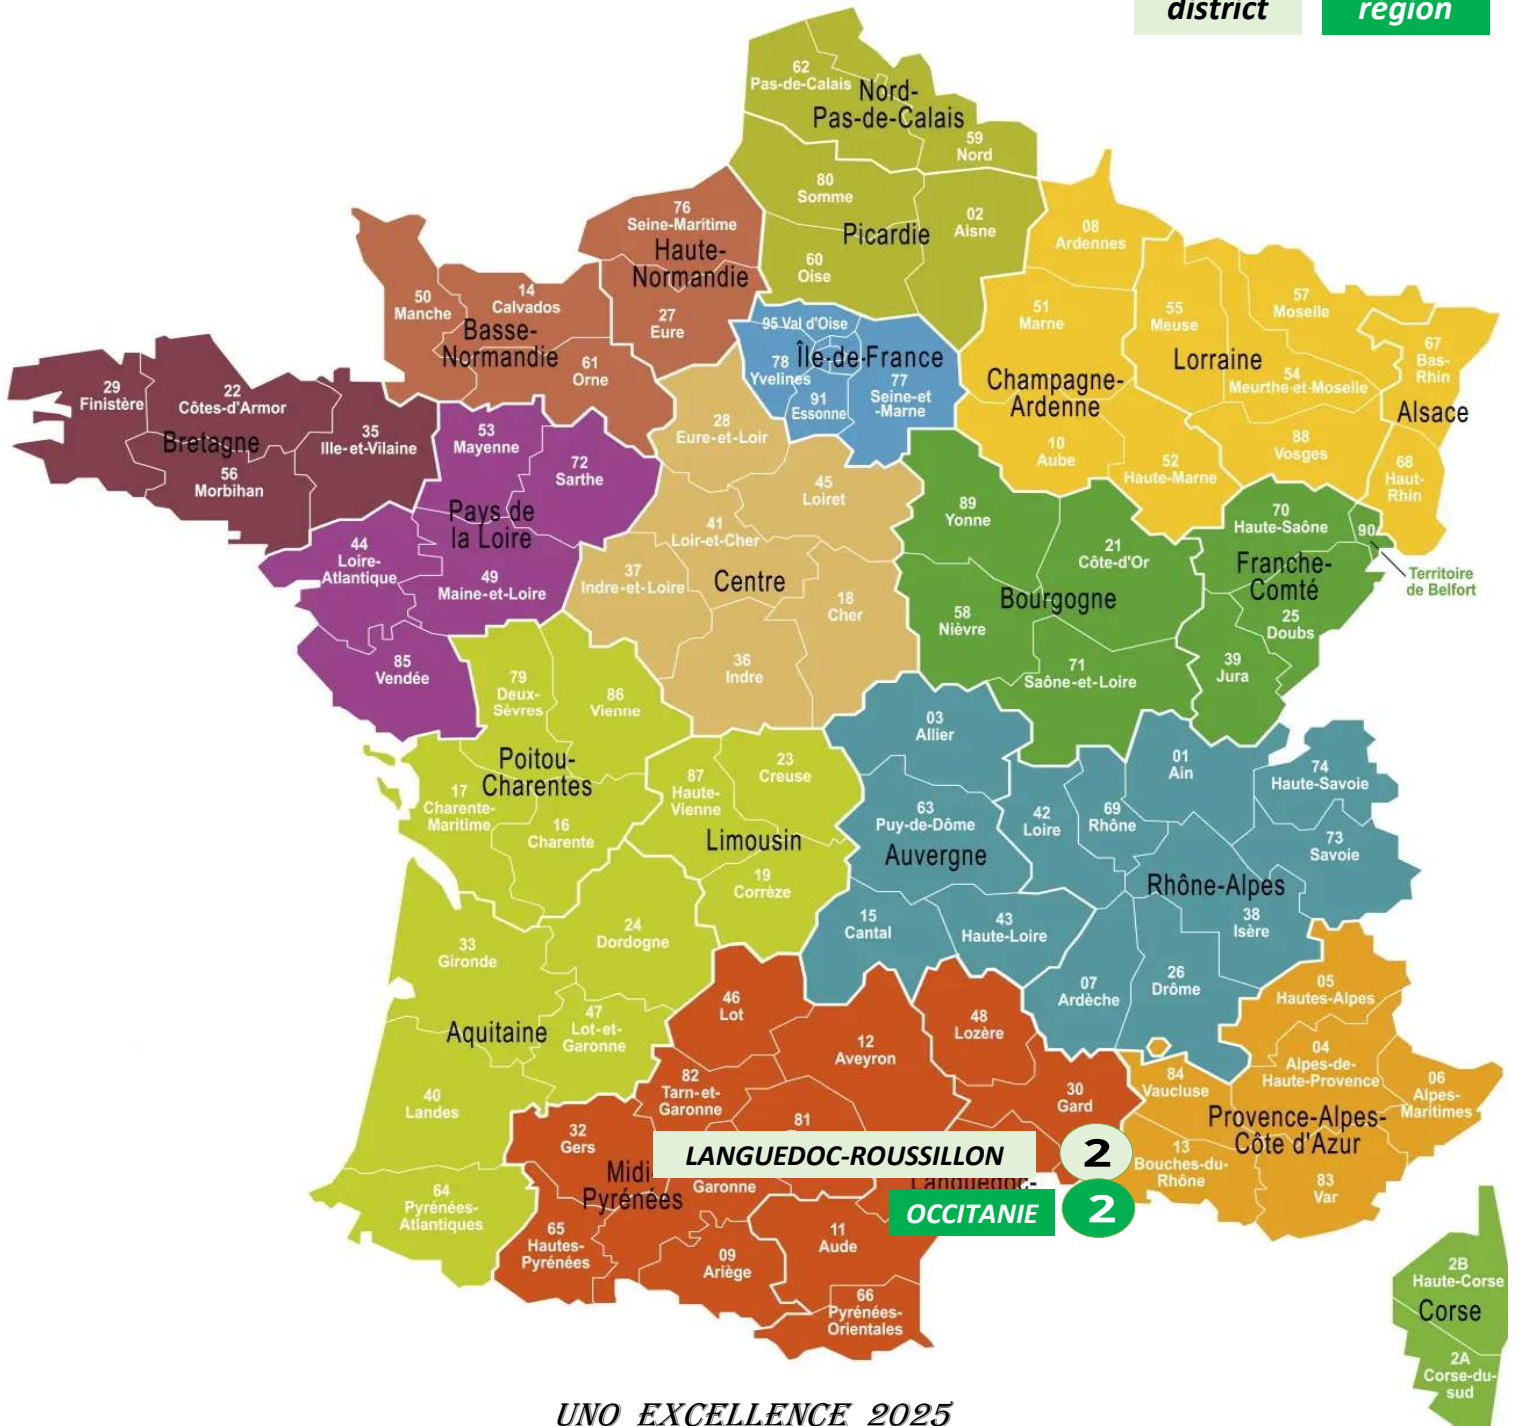 district
région
62
Pas-de-Calais
Nord-
Pas-de-Calais
59
Nord
80
Somme
02
Aisne
Picardie
60
Oise
76
Seine-Maritime
Haute-
Normandie
27
Eure
08
Ardennes
50
Manche
14
Calvados
Basse-
Normandie
61
Orne
95 Val d'Oise
Île-de-France
78
Yvelines
91
Essonne
77
Seine-et
-Marne
51
Marne
Champagne-
Ardenne
10
Aube
52
Haute-Marne
55
Meuse
57
Moselle
Lorraine
54
Meurthe-et-Moselle
88
Vosges
67
Bas-
Rhin
Alsace
68
Haut-
Rhin
29
Finistère
22
Côtes-d'Armor
Bretagne
56
Morbihan
35
Ille-et-Vilaine
53
Mayenne
72
Sarthe
Pays de
la Loire
44
Loire-
Atlantique
49
Maine-et-Loire
85
Vendée
28
Eure-et-Loir
45
Loiret
41
Loir-et-Cher
37
Indre-et-Loire
Centre
18
Cher
36
Indre
89
Yonne
21
Côte-d'Or
Bourgogne
58
Nièvre
71
Saône-et-Loire
70
Haute-Saône
90
Territoire
de Belfort
Franche-
Comté
25
Doubs
39
Jura
79
Deux-
Sèvres
86
Vienne
Poitou-
Charentes
17
Charente-
Maritime
16
Charente
87
Haute-
Vienne
23
Creuse
Limousin
19
Corrèze
03
Allier
63
Puy-de-Dôme
Auvergne
15
Cantal
43
Haute-Loire
42
Loire
69
Rhône
01
Ain
74
Haute-Savoie
73
Savoie
Rhône-Alpes
38
Isère
07
Ardèche
26
Drôme
33
Gironde
24
Dordogne
47
Lot-et-
Garonne
Aquitaine
40
Landes
64
Pyrénées-
Atlantiques
46
Lot
12
Aveyron
48
Lozère
30
Gard
82
Tarn-et-
Garonne
81
32
Gers
Midi-
Pyrénées
Garonne
65
Hautes-
Pyrénées
09
Ariège
11
Aude
66
Pyrénées-
Orientales
LANGUEDOC-ROUSSILLON
2
Languedoc-
OCCITANIE
2
05
Hautes-Alpes
04
Alpes-de-
Haute-Provence
06
Alpes-
Maritimes
84
Vaucluse
Provence-Alpes-
Côte d'Azur
13
Bouches-du-
Rhône
83
Var
2B
Haute-Corse
Corse
2A
Corse-du-
sud
UNO EXCELLENCE 2025